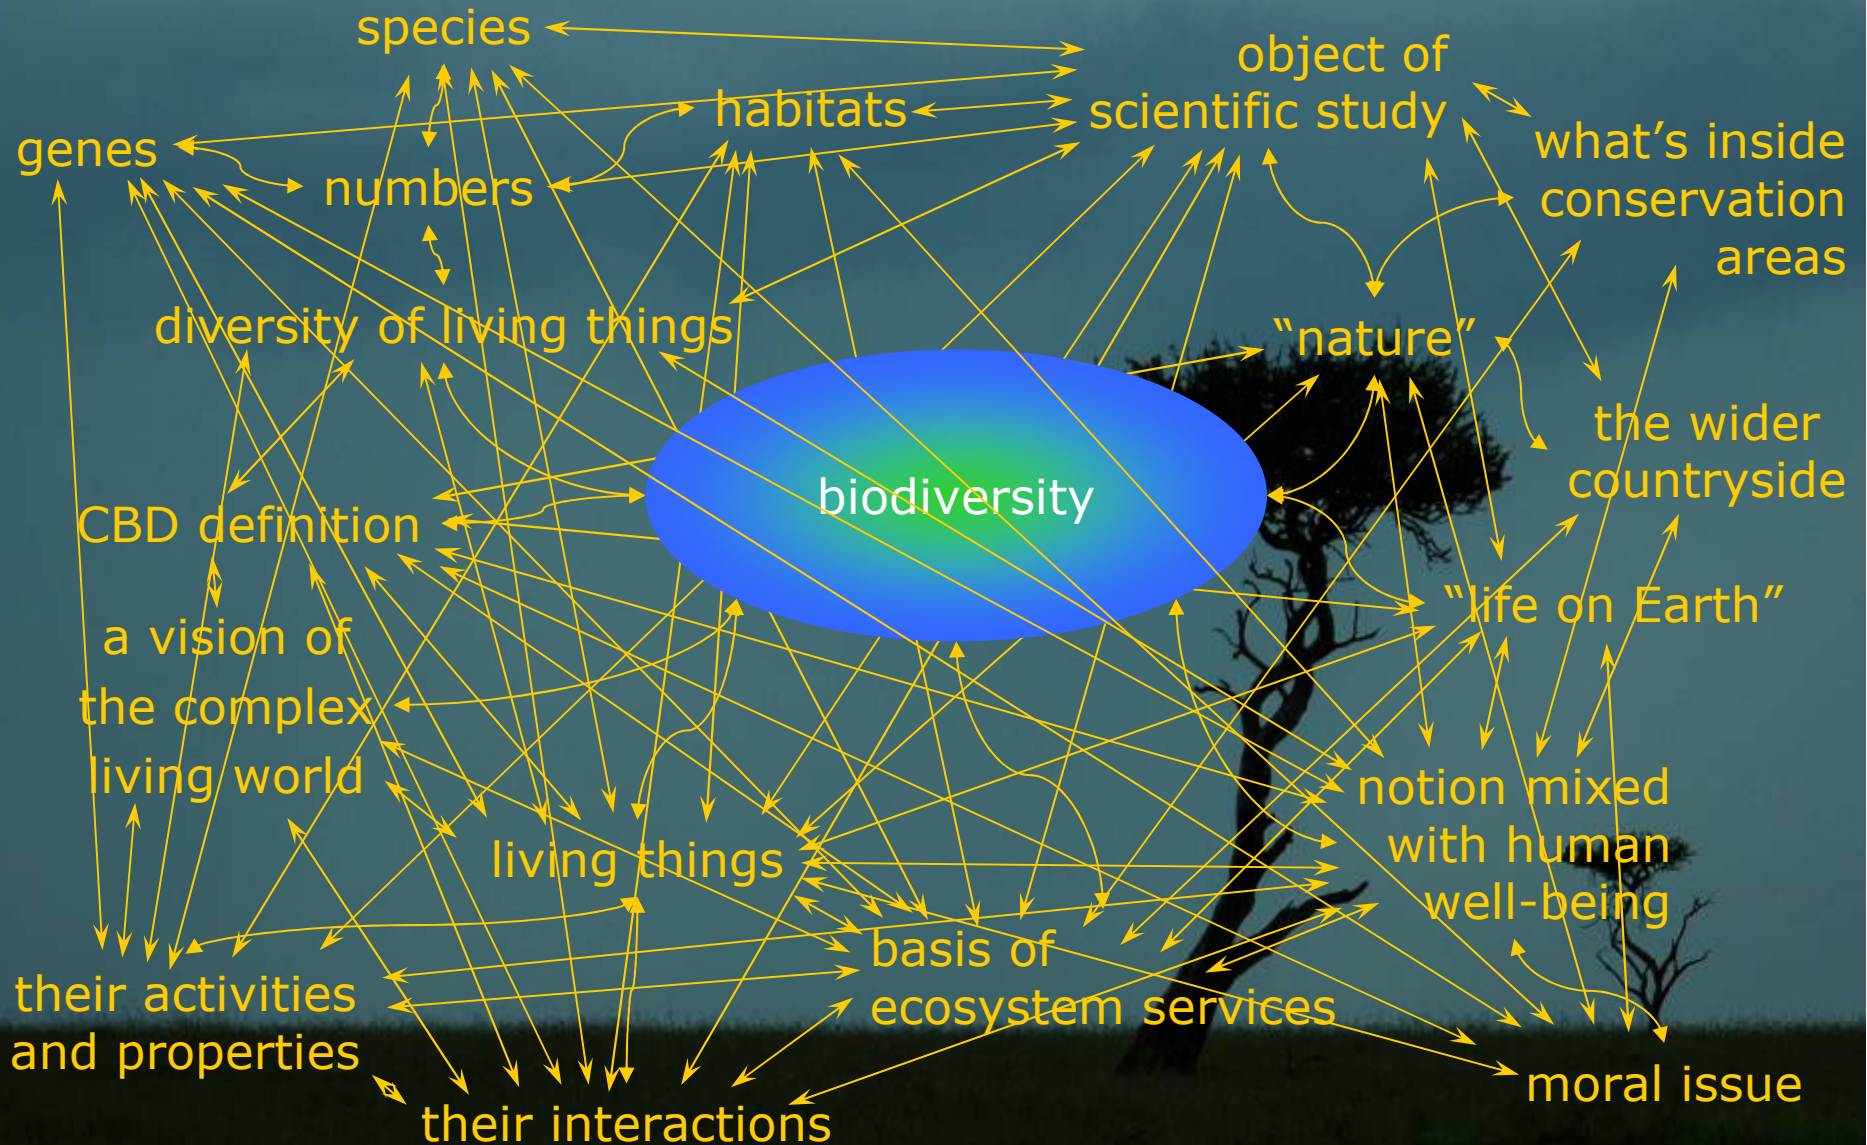 species
object of
scientific study
habitats
genes
numbers
what’s inside
conservation
areas
diversity of living things
“nature”
the wider
countryside
biodiversity
CBD definition
“life on Earth”
a vision of
the complex
living world
notion mixed
with human
well-being
living things
basis of
ecosystem services
their activities
and properties
moral issue
their interactions